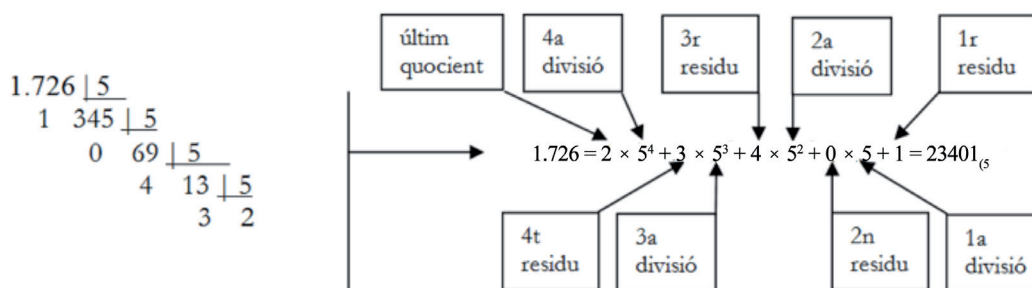 1.726 5
1 345 5
0 69 5
4 13 5
3 2
últim
quocient
4a
divisió
3r
residu
2a
divisió
1r
residu
1.726 = 2 × 5⁴ + 3 × 5³ + 4 × 5² + 0 × 5 + 1 = 23401₍₅
4t
residu
3a
divisió
2n
residu
1a
divisió